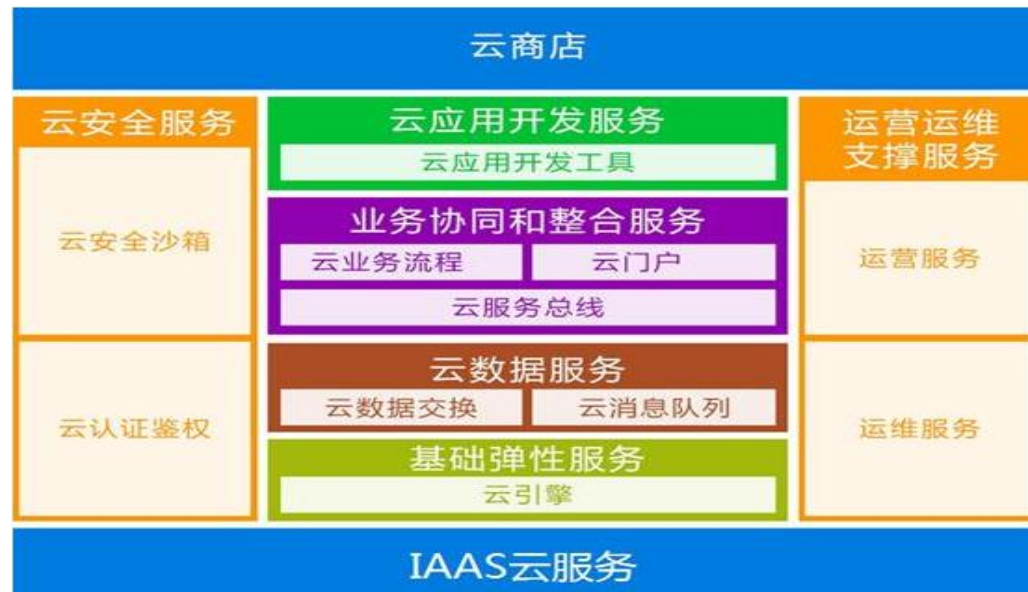 云商店
云安全服务
云安全沙箱
云认证鉴权
云应用开发服务
云应用开发工具
业务协同和整合服务
云业务流程
云门户
云服务总线
云数据服务
云数据交换
云消息队列
基础弹性服务
云引擎
运营运维
支撑服务
运营服务
运维服务
IAAS云服务